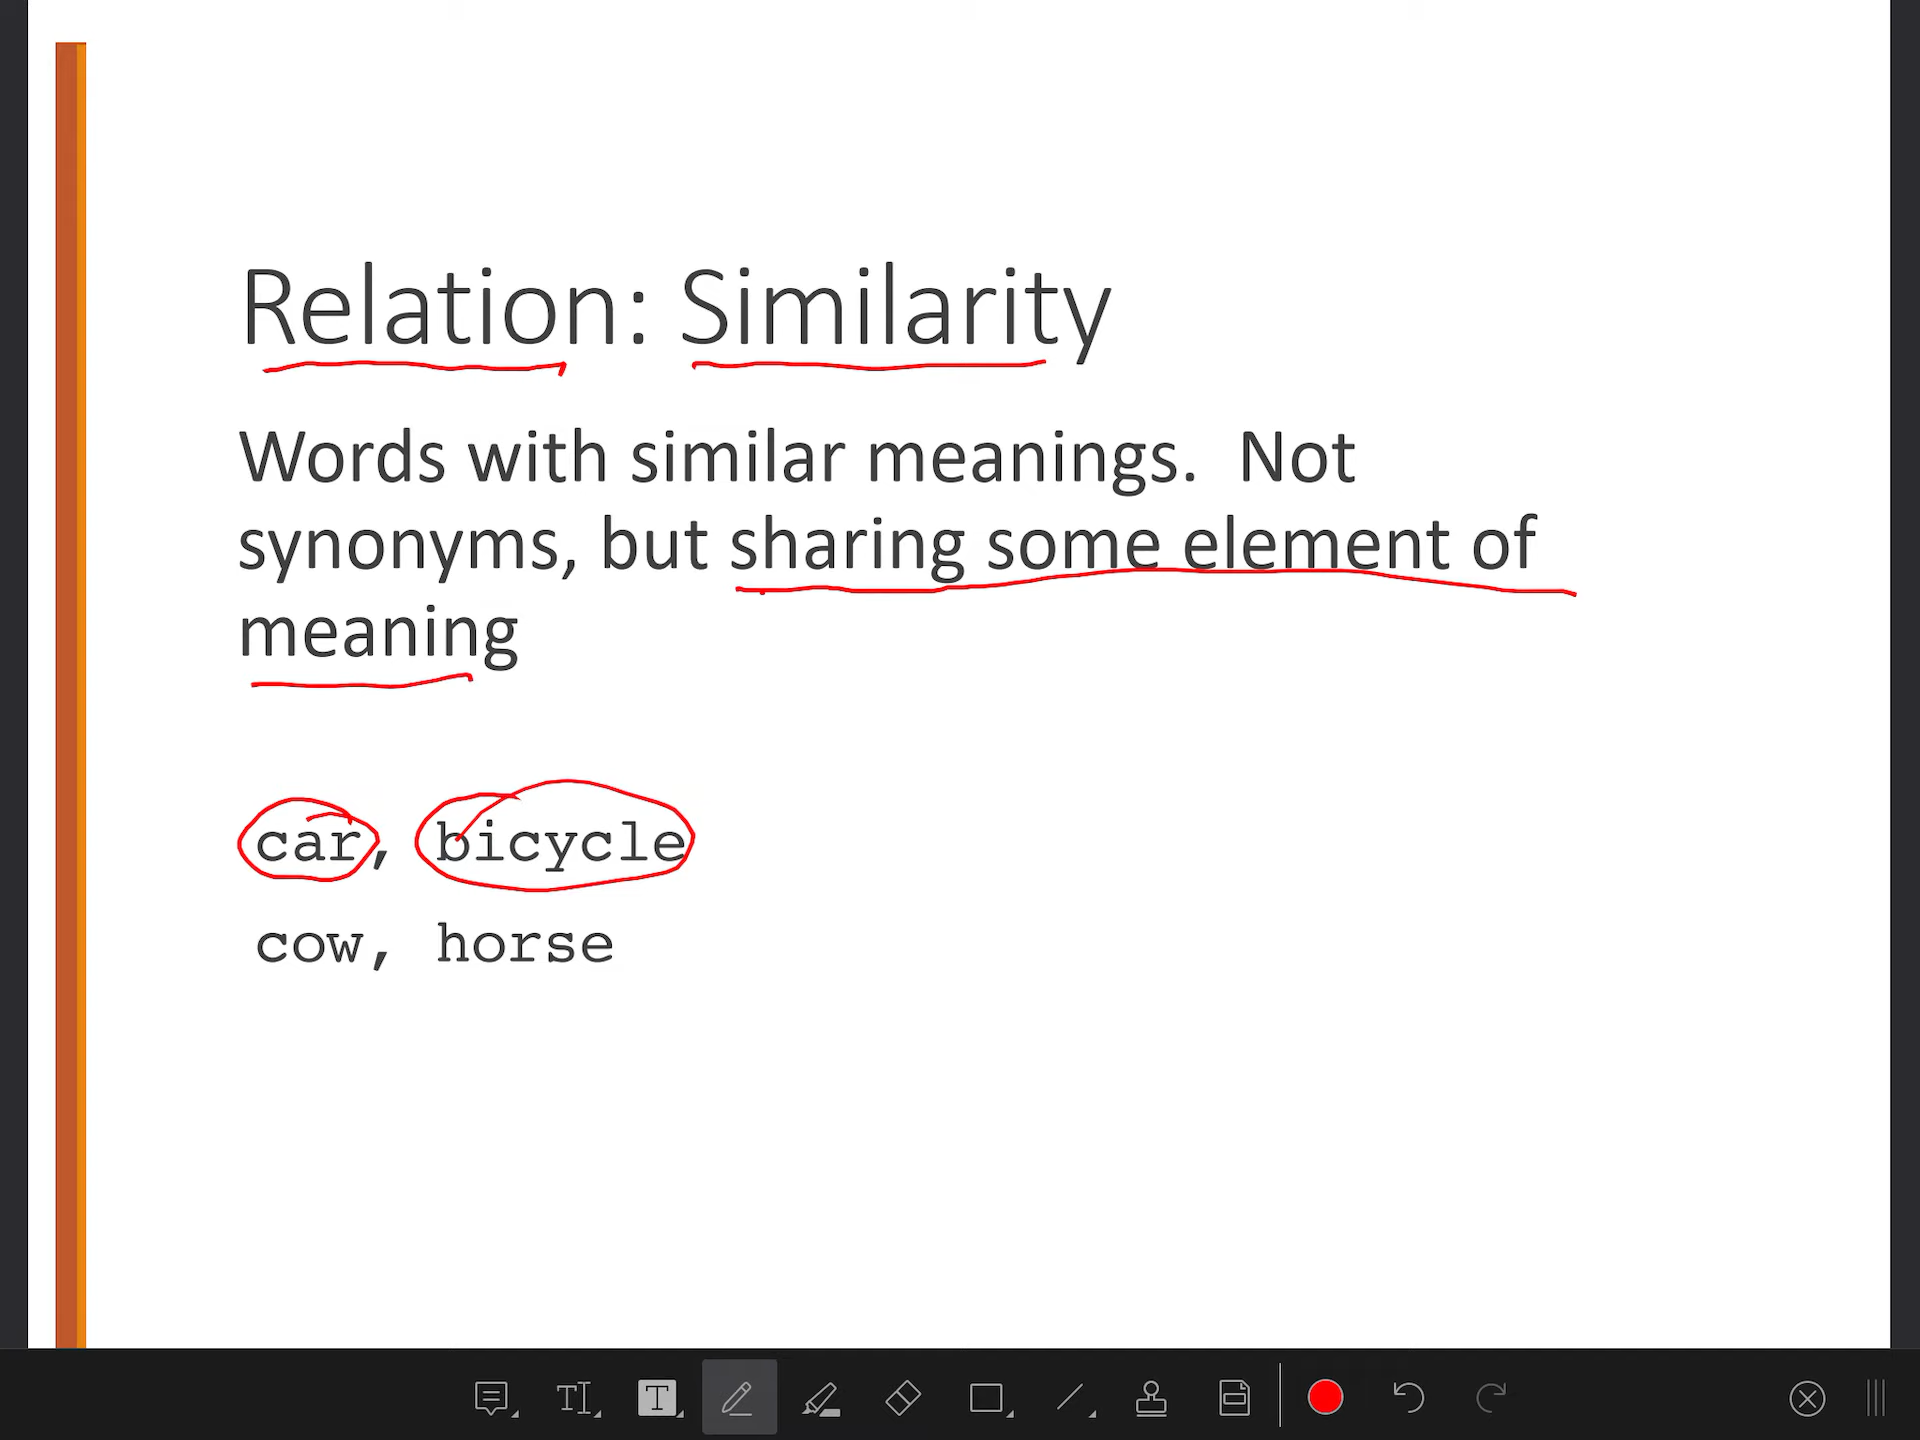 Relation: Similarity
Words with similar meanings. Not
synonyms, but sharing some element of
meaning
car, bicycle
cow, horse